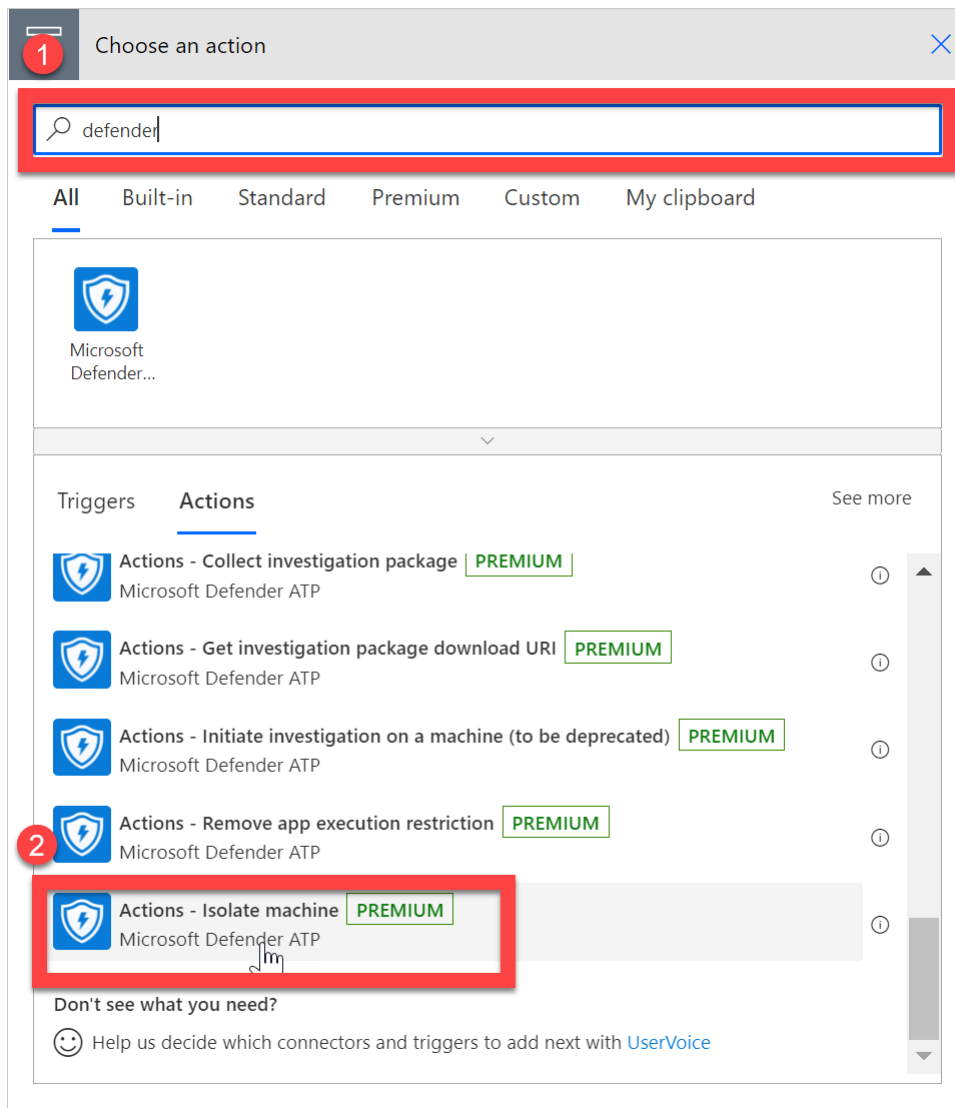 1
Choose an action
defender
All Built-in Standard Premium Custom My clipboard
Microsoft
Defender...
Triggers Actions See more
Actions - Collect investigation package PREMIUM
Microsoft Defender ATP
Actions - Get investigation package download URI PREMIUM
Microsoft Defender ATP
Actions - Initiate investigation on a machine (to be deprecated) PREMIUM
Microsoft Defender ATP
Actions - Remove app execution restriction PREMIUM
Microsoft Defender ATP
2
Actions - Isolate machine PREMIUM
Microsoft Defender ATP
Don't see what you need?
Help us decide which connectors and triggers to add next with UserVoice